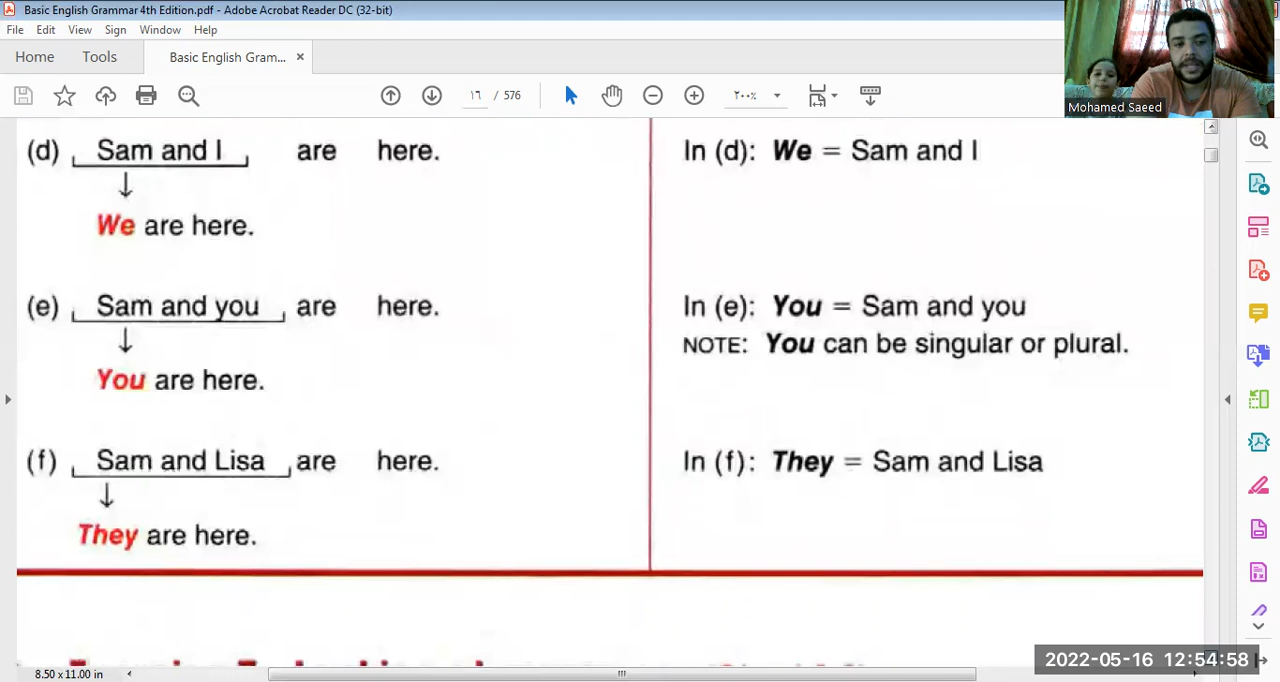 Basic English Grammar 4th Edition.pdf - Adobe Acrobat Reader DC (32-bit)
File Edit View Sign Window Help
Home Tools Basic English Gram... ×
١٦ / 576 ٢٠٠%
Mohamed Saeed
(d) Sam and I are here. In (d): We = Sam and I
↓
We are here.
(e) Sam and you are here. In (e): You = Sam and you
↓ NOTE: You can be singular or plural.
You are here.
(f) Sam and Lisa are here. In (f): They = Sam and Lisa
↓
They are here.
2022-05-16 12:54:58
8.50 x 11.00 in